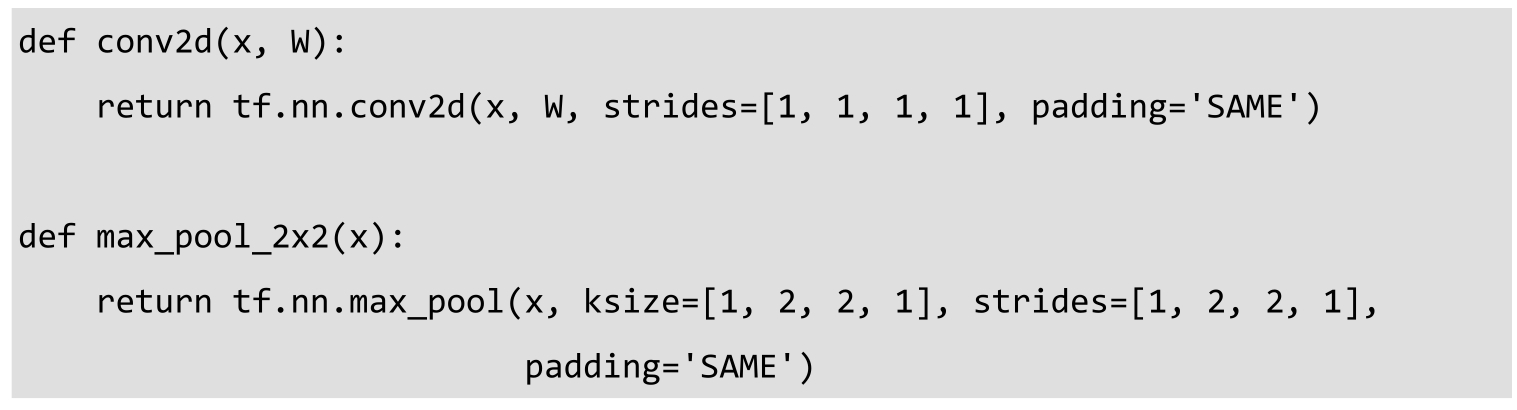 def conv2d(x, W):
    return tf.nn.conv2d(x, W, strides=[1, 1, 1, 1], padding='SAME')
def max_pool_2x2(x):
    return tf.nn.max_pool(x, ksize=[1, 2, 2, 1], strides=[1, 2, 2, 1],
                          padding='SAME')